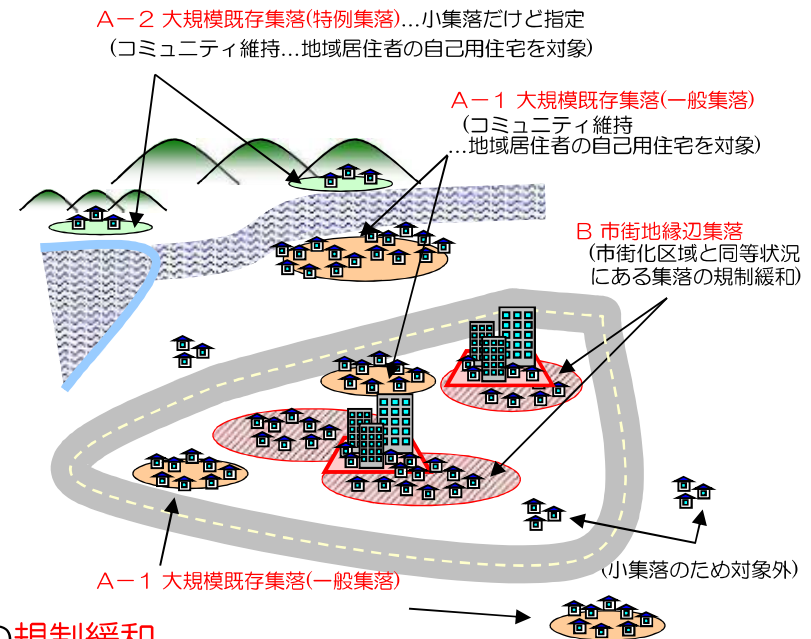 A－2 大規模既存集落(特例集落)…小集落だけど指定
(コミュニティ維持…地域居住者の自己用住宅を対象)
A－1 大規模既存集落(一般集落)
(コミュニティ維持
…地域居住者の自己用住宅を対象)
B 市街地縁辺集落
(市街化区域と同等状況
にある集落の規制緩和)
(小集落のため対象外)
A－1 大規模既存集落(一般集落)
の規制緩和